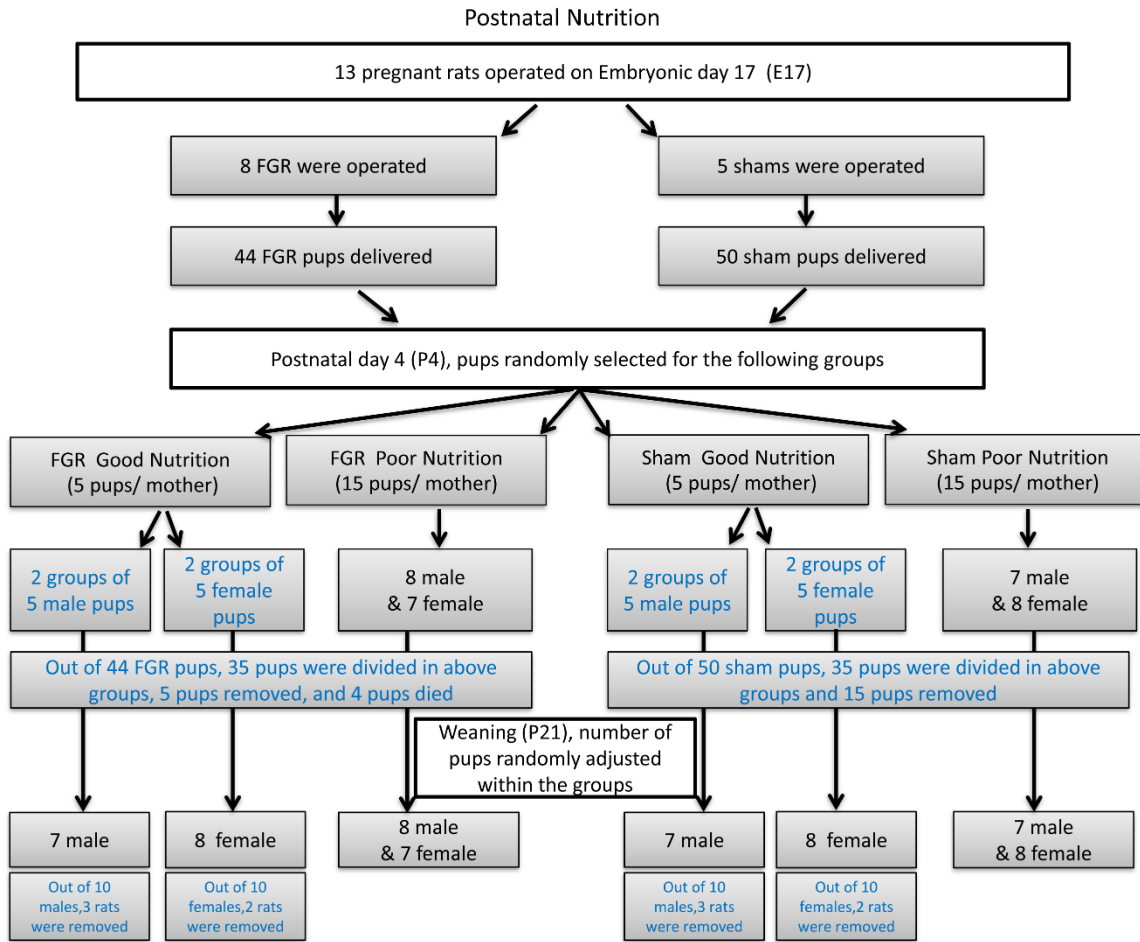 Postnatal Nutrition
13 pregnant rats operated on Embryonic day 17  (E17)
8 FGR were operated
5 shams were operated
44 FGR pups delivered
50 sham pups delivered
Postnatal day 4 (P4), pups randomly selected for the following groups
FGR  Good Nutrition
(5 pups/ mother)
FGR  Poor Nutrition
(15 pups/ mother)
Sham  Good Nutrition
(5 pups/ mother)
Sham Poor Nutrition
(15 pups/ mother)
2 groups of
5 male pups
2 groups of
5 female
pups
8 male
& 7 female
2 groups of
5 male pups
2 groups of
5 female
pups
7 male
& 8 female
Out of 44 FGR pups, 35 pups were divided in above
groups, 5 pups removed, and 4 pups died
Out of 50 sham pups, 35 pups were divided in above
groups and 15 pups removed
Weaning (P21), number of
pups randomly adjusted
within the groups
7 male
8  female
8 male
& 7 female
7 male
8  female
7 male
& 8 female
Out of 10
males,3 rats
were removed
Out of 10
females,2 rats
were removed
Out of 10
males,3 rats
were removed
Out of 10
females,2 rats
were removed